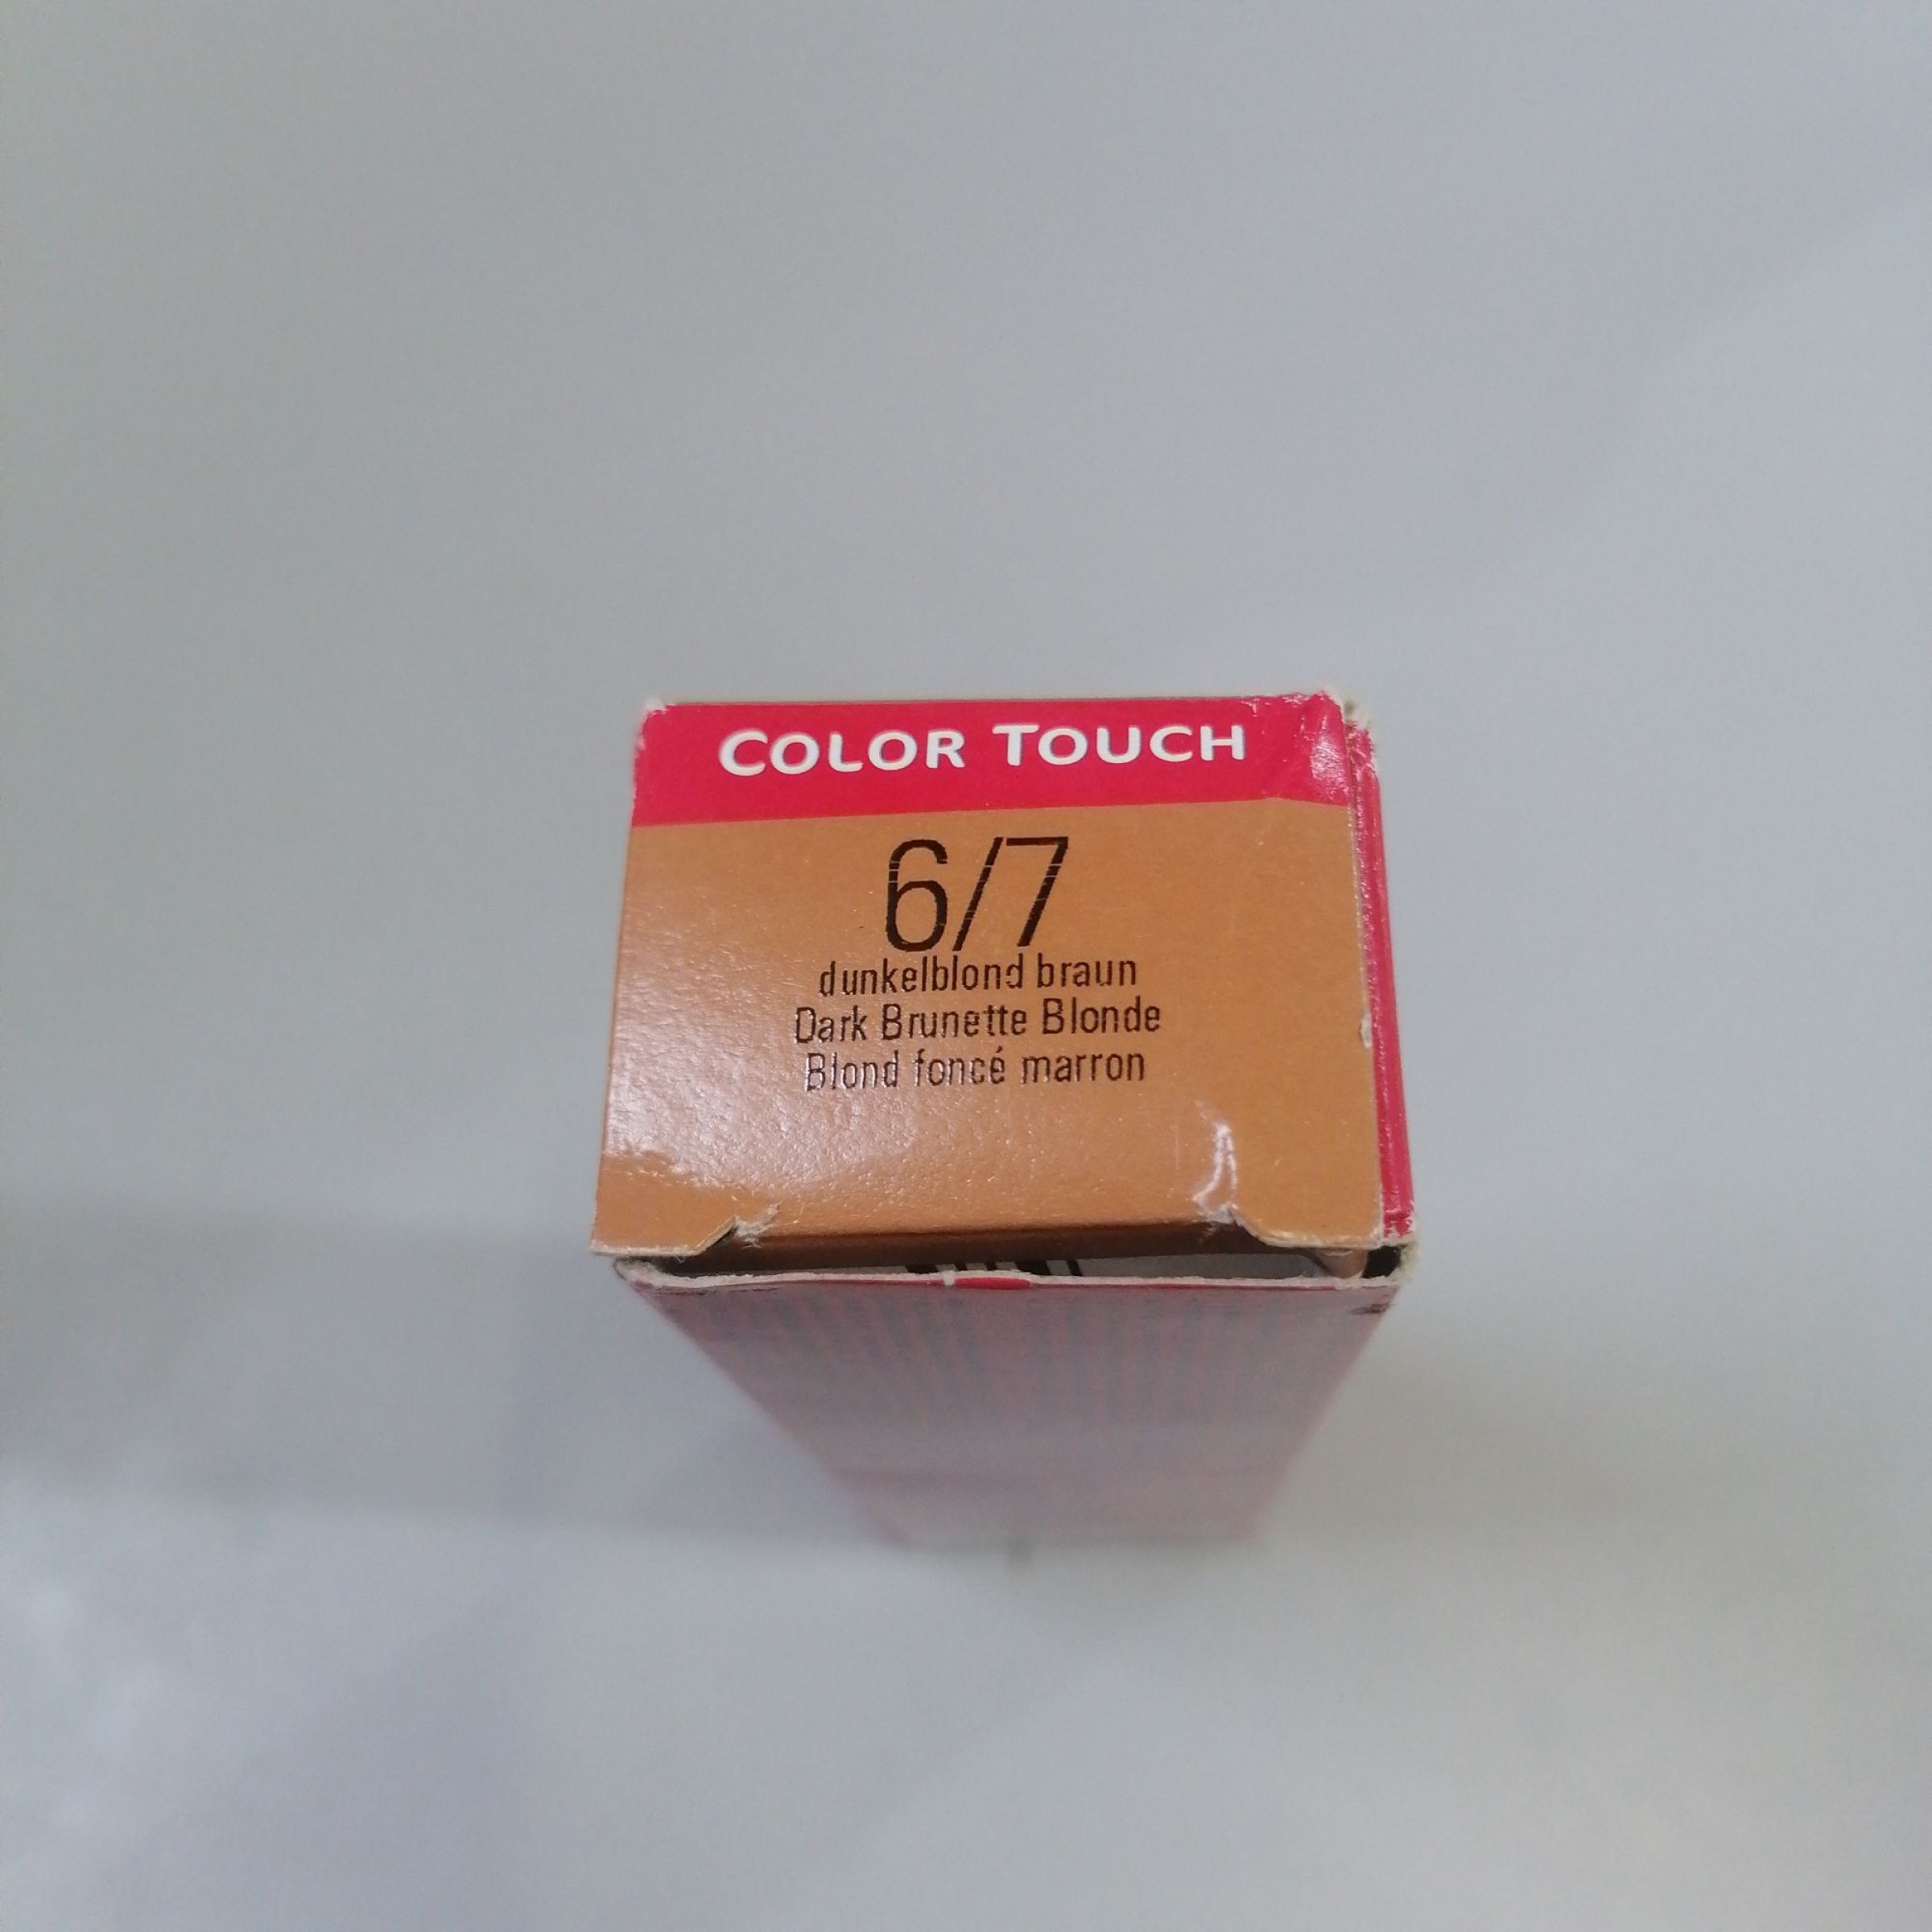 COLOR TOUCH
6/7
dunkelblond braun
Dark Brunette Blonde
Blond foncé marron